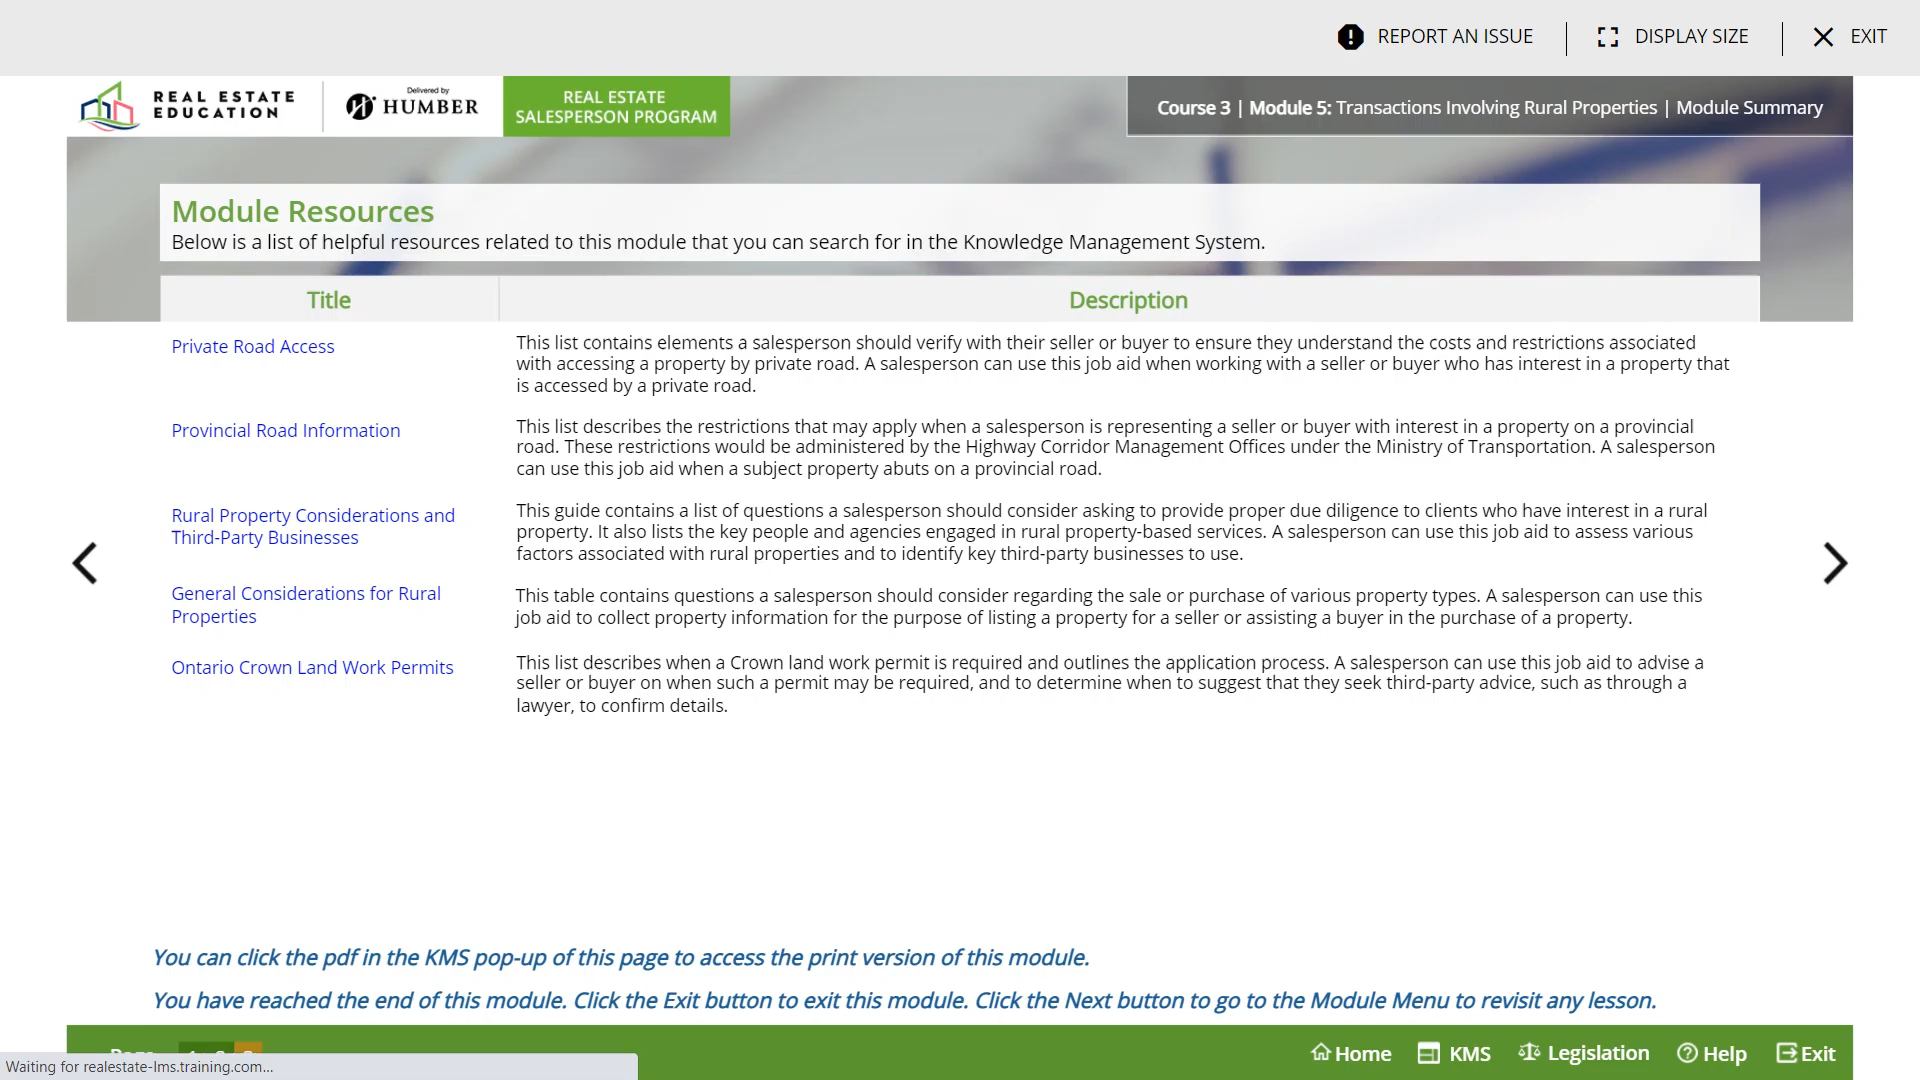 REPORT AN ISSUE
DISPLAY SIZE
EXIT
REAL ESTATE
EDUCATION
Delivered by
HUMBER
REAL ESTATE
SALESPERSON PROGRAM
Course 3 | Module 5: Transactions Involving Rural Properties | Module Summary
Module Resources
Below is a list of helpful resources related to this module that you can search for in the Knowledge Management System.
Title
Description
Private Road Access
This list contains elements a salesperson should verify with their seller or buyer to ensure they understand the costs and restrictions associated
with accessing a property by private road. A salesperson can use this job aid when working with a seller or buyer who has interest in a property that
is accessed by a private road.
Provincial Road Information
This list describes the restrictions that may apply when a salesperson is representing a seller or buyer with interest in a property on a provincial
road. These restrictions would be administered by the Highway Corridor Management Offices under the Ministry of Transportation. A salesperson
can use this job aid when a subject property abuts on a provincial road.
Rural Property Considerations and
Third-Party Businesses
This guide contains a list of questions a salesperson should consider asking to provide proper due diligence to clients who have interest in a rural
property. It also lists the key people and agencies engaged in rural property-based services. A salesperson can use this job aid to assess various
factors associated with rural properties and to identify key third-party businesses to use.
General Considerations for Rural
Properties
This table contains questions a salesperson should consider regarding the sale or purchase of various property types. A salesperson can use this
job aid to collect property information for the purpose of listing a property for a seller or assisting a buyer in the purchase of a property.
Ontario Crown Land Work Permits
This list describes when a Crown land work permit is required and outlines the application process. A salesperson can use this job aid to advise a
seller or buyer on when such a permit may be required, and to determine when to suggest that they seek third-party advice, such as through a
lawyer, to confirm details.
You can click the pdf in the KMS pop-up of this page to access the print version of this module.
You have reached the end of this module. Click the Exit button to exit this module. Click the Next button to go to the Module Menu to revisit any lesson.
Home
KMS
Legislation
Help
Exit
Waiting for realestate-lms.training.com...